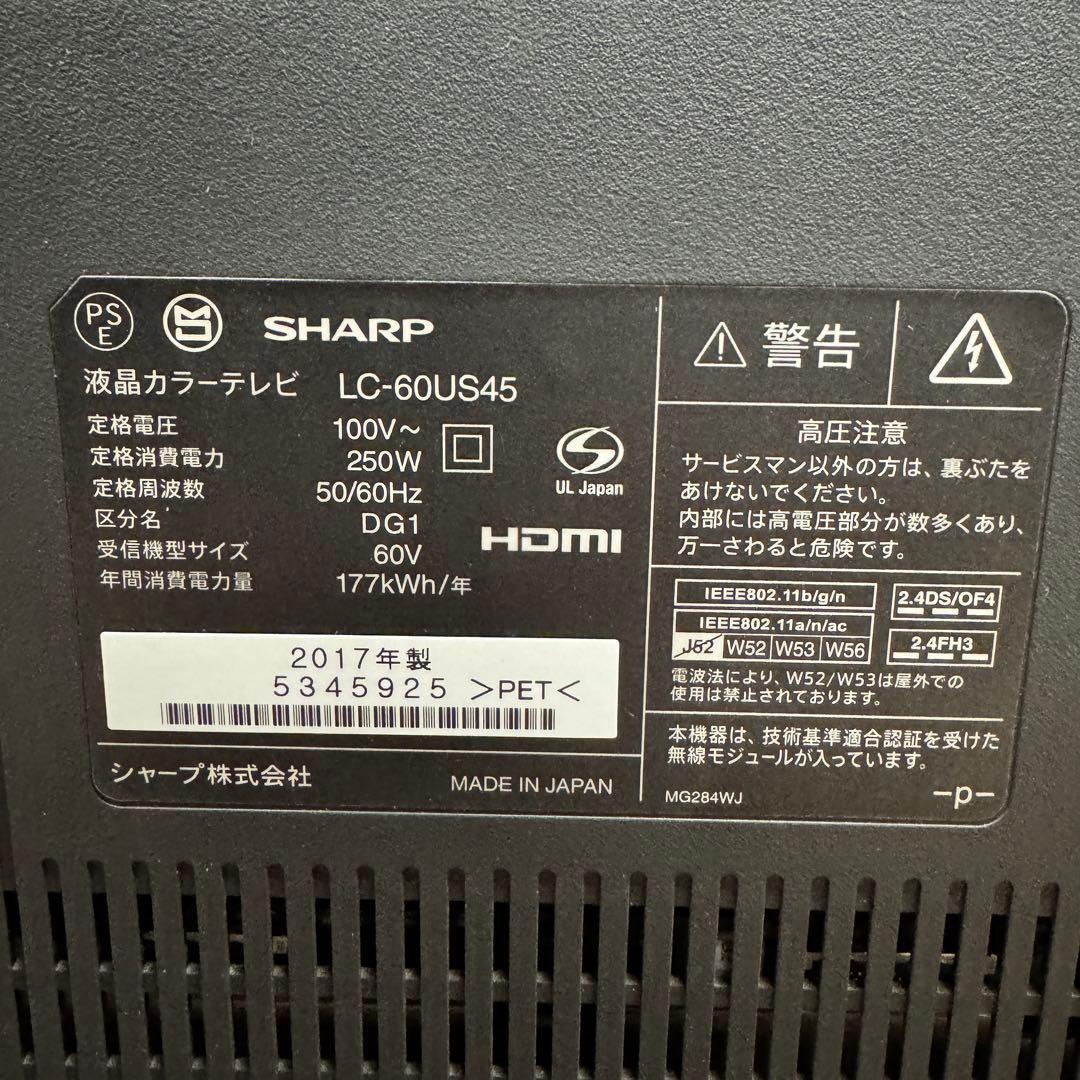 PS
E
SHARP
液晶カラーテレビ LC-60US45
定格電圧 100V～
定格消費電力 250W
定格周波数 50/60Hz
区分名 DG1
受信機型サイズ 60V
年間消費電力量 177kWh/年
UL Japan
HDMI
2017年製
5345925 >PET<
シャープ株式会社 MADE IN JAPAN
警告
高圧注意
サービスマン以外の方は、裏ぶたを
あけないでください。
内部には高電圧部分が数多くあり、
万一さわると危険です。
IEEE802.11b/g/n
IEEE802.11a/n/ac
J52 W52 W53 W56
2.4DS/OF4
2.4FH3
電波法により、W52/W53は屋外での
使用は禁止されております。
本機器は、技術基準適合認証を受けた
無線モジュールが入っています。
MG284WJ -p-